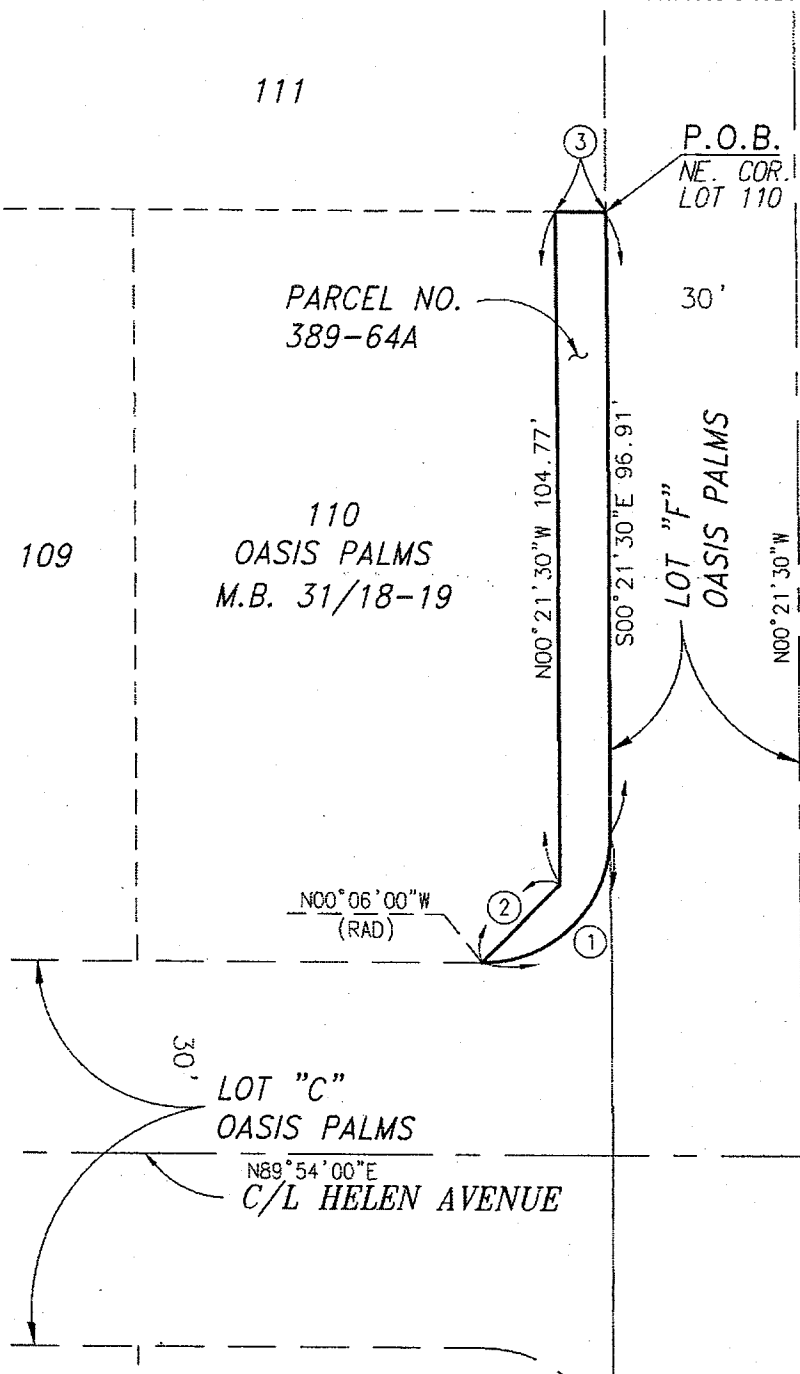 111
3
P.O.B.
NE. COR.
LOT 110
PARCEL NO.
389-64A
30'
N00°21'30"W 104.77'
S00°21'30"E 96.91'
LOT "F"
OASIS PALMS
N00°21'30"W
109
110
OASIS PALMS
M.B. 31/18-19
N00°06'00"W
(RAD)
2
1
30'
LOT "C"
OASIS PALMS
N89°54'00"E
C/L HELEN AVENUE